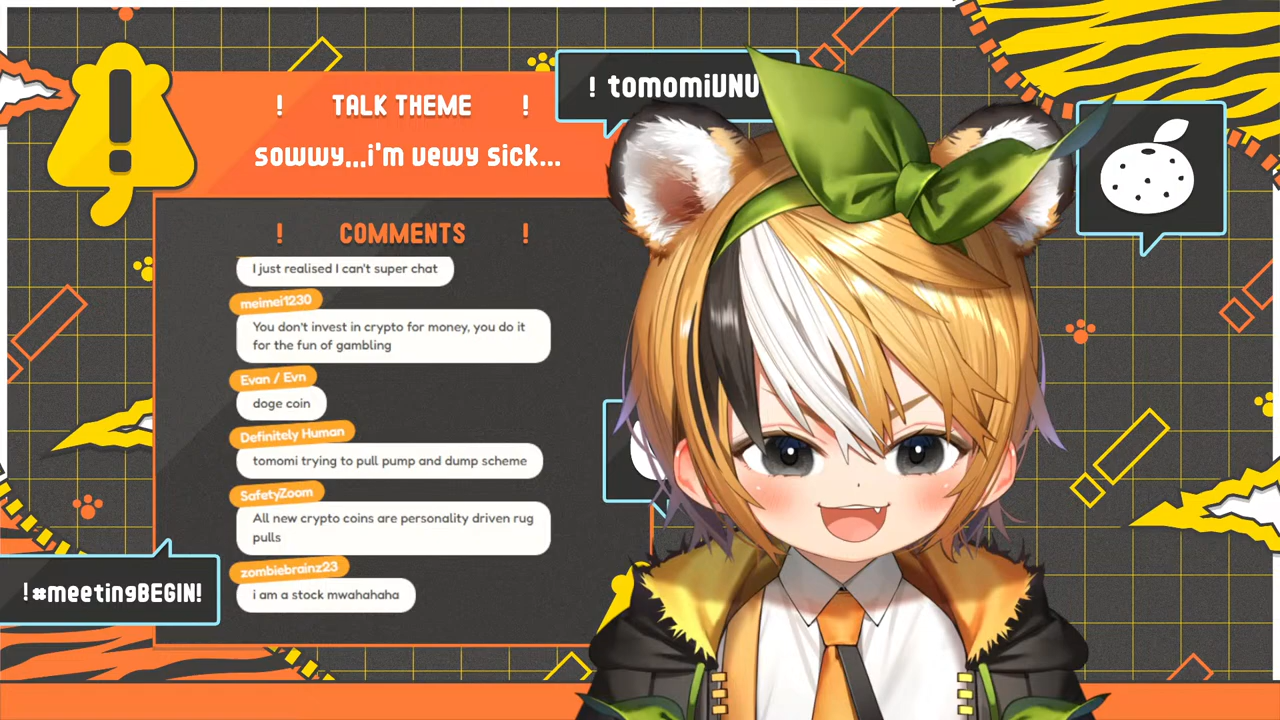 ! TALK THEME !
sowwy...i'm vewy sick...
! tomomiUNU
! COMMENTS !
I just realised I can't super chat
meimei1230
You don't invest in crypto for money, you do it
for the fun of gambling
Evan / Evn
doge coin
Definitely Human
tomomi trying to pull pump and dump scheme
SafetyZoom
All new crypto coins are personality driven rug
pulls
zombiebrainz23
i am a stock mwahahaha
!#meetingBEGIN!